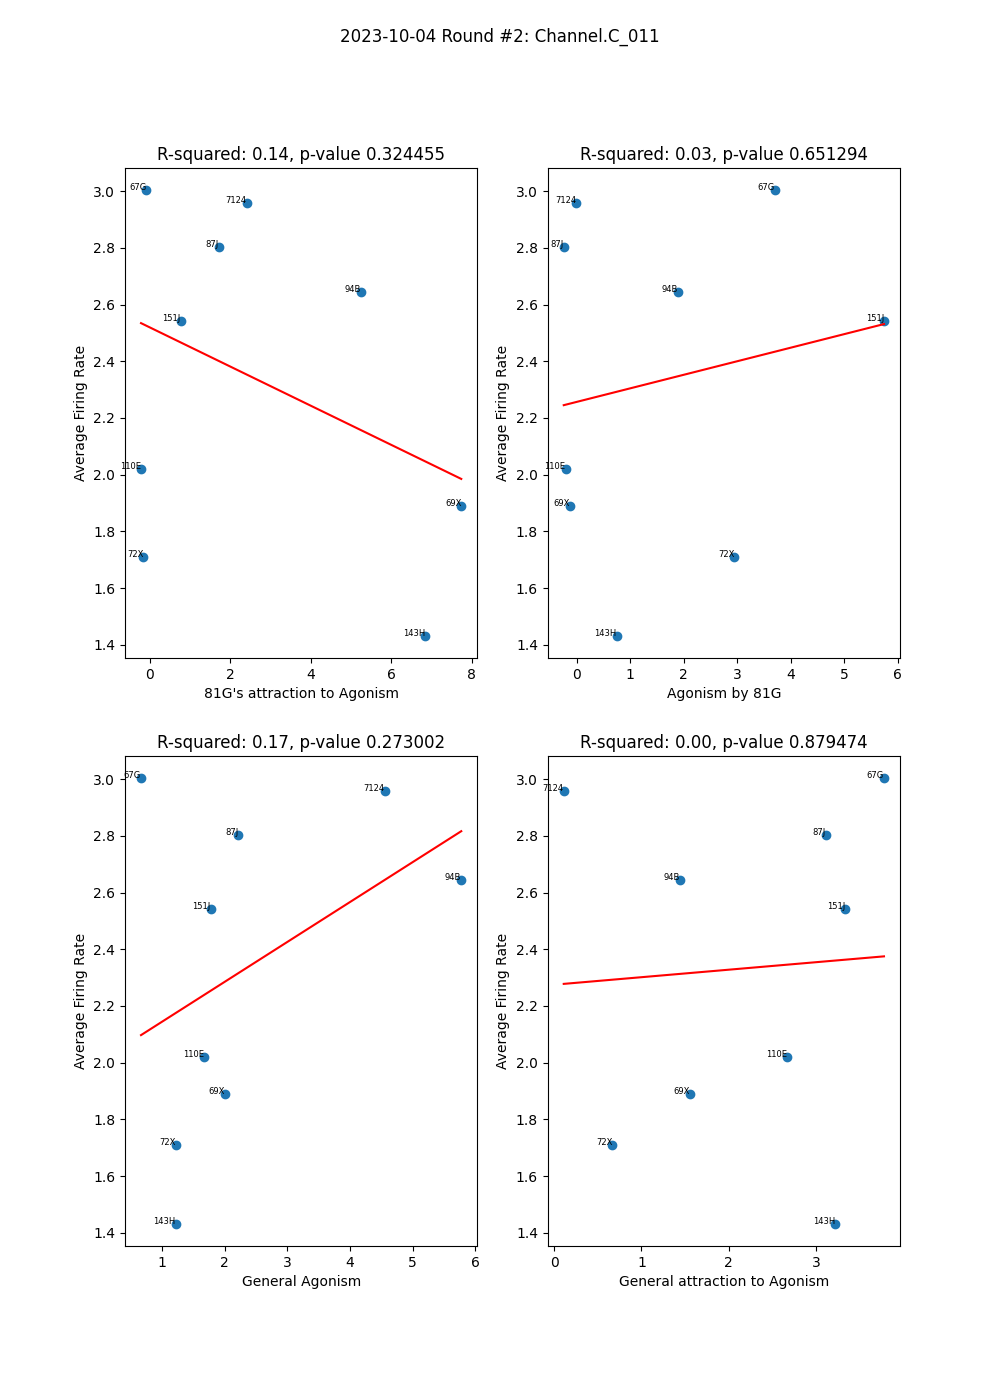 2023-10-04 Round #2: Channel.C_011
R-squared: 0.14, p-value 0.324455
3.0
2.8
2.6
2.4
2.2
2.0
1.8
1.6
1.4
Average Firing Rate
67G
7124
87J
94B
151J
110E
69X
72X
143H
0 2 4 6 8
81G's attraction to Agonism
R-squared: 0.03, p-value 0.651294
3.0
2.8
2.6
2.4
2.2
2.0
1.8
1.6
1.4
Average Firing Rate
67G
7124
87J
94B
151J
110E
69X
72X
143H
0 1 2 3 4 5 6
Agonism by 81G
R-squared: 0.17, p-value 0.273002
3.0
2.8
2.6
2.4
2.2
2.0
1.8
1.6
1.4
Average Firing Rate
67G
7124
87J
94B
151J
110E
69X
72X
143H
1 2 3 4 5 6
General Agonism
R-squared: 0.00, p-value 0.879474
3.0
2.8
2.6
2.4
2.2
2.0
1.8
1.6
1.4
Average Firing Rate
67G
7124
87J
94B
151J
110E
69X
72X
143H
0 1 2 3
General attraction to Agonism